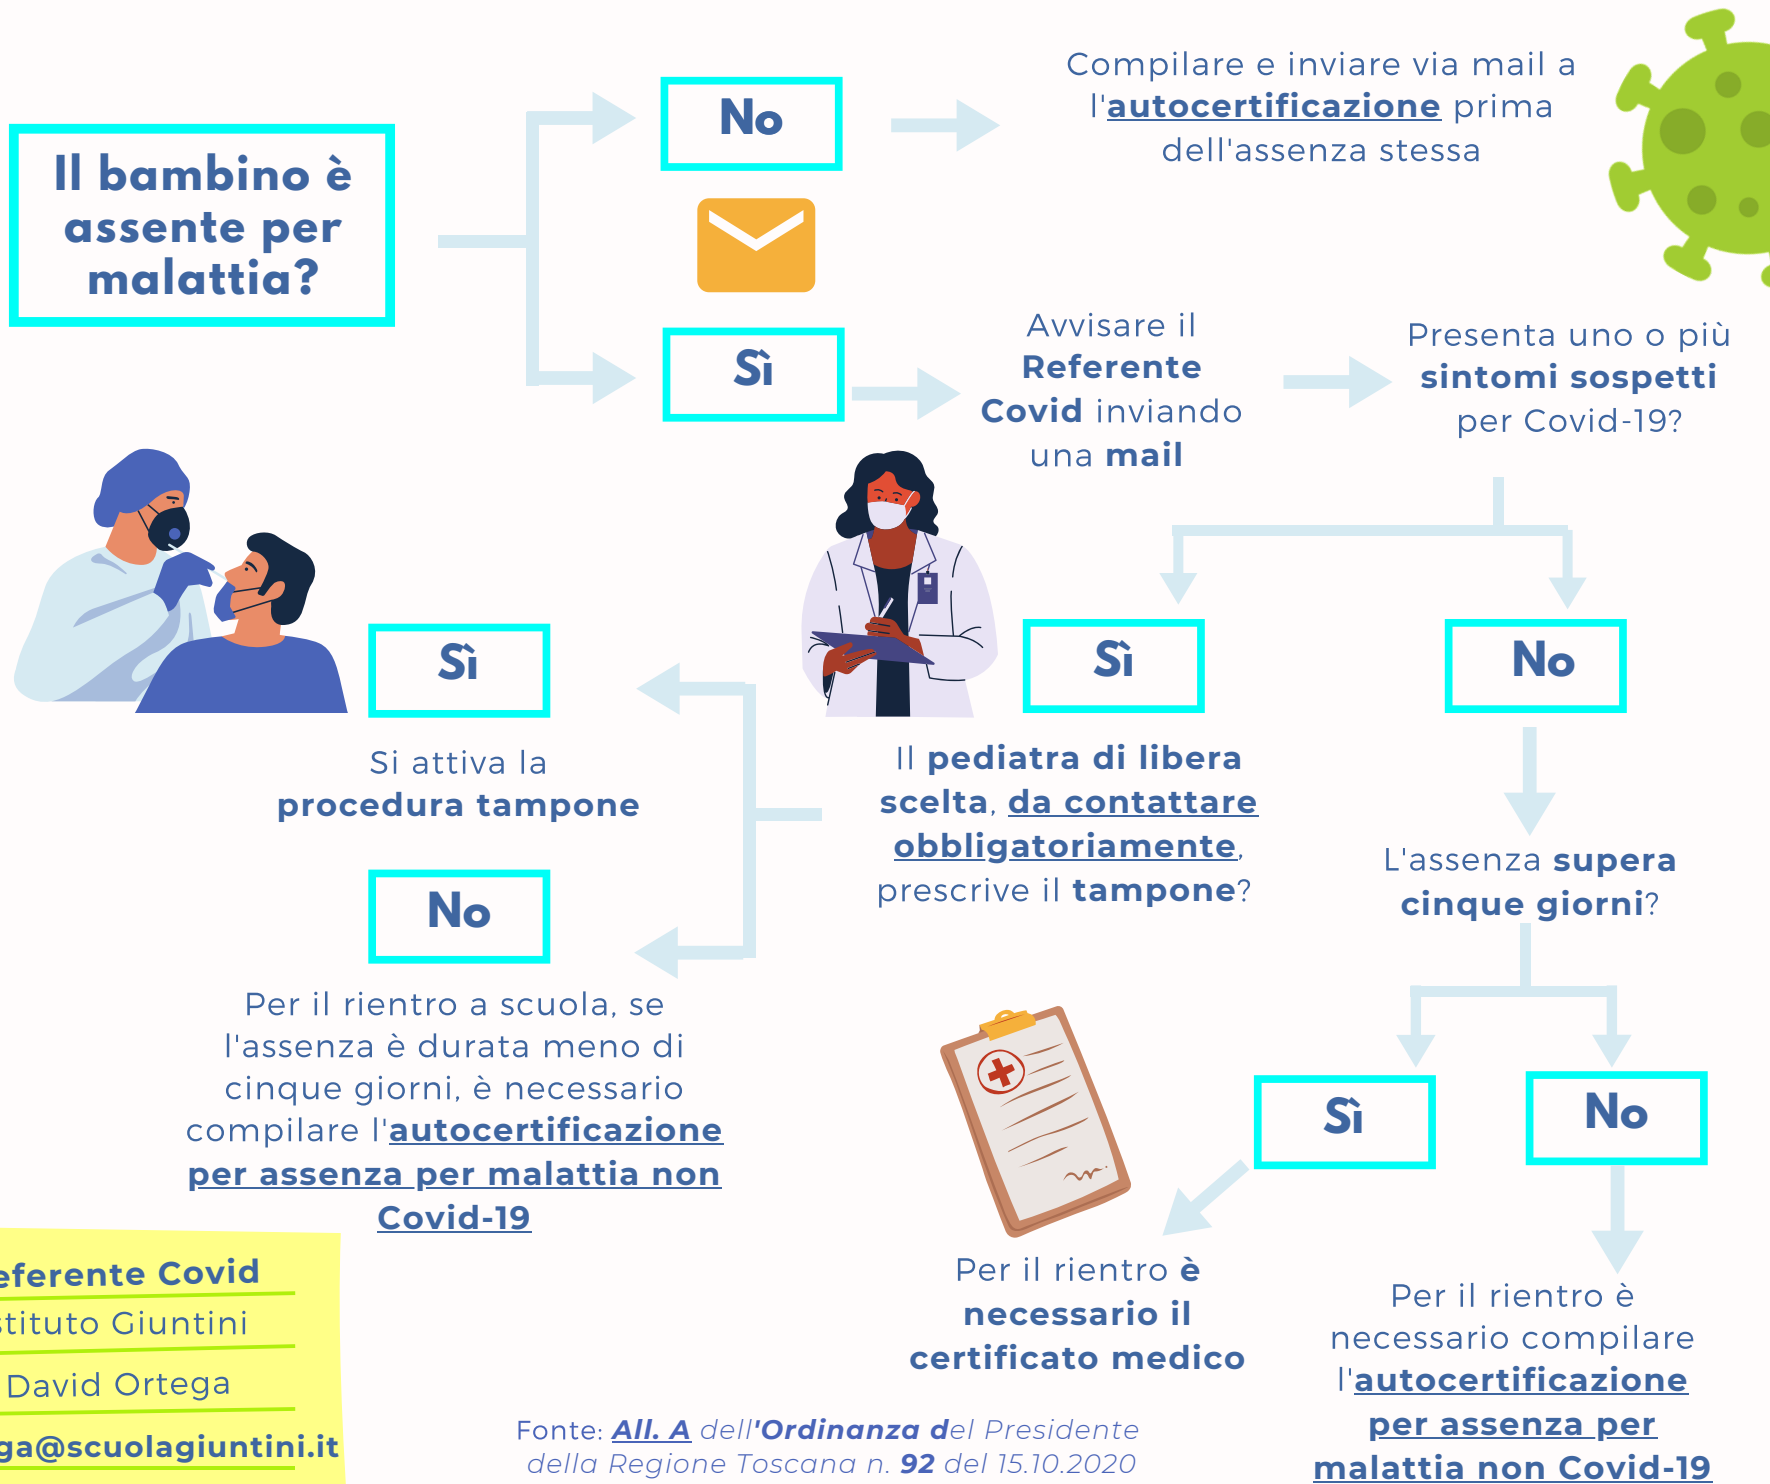 Il bambino è
assente per
malattia?
No
Compilare e inviare via mail a
l'autocertificazione prima
dell'assenza stessa
Sì
Avvisare il
Referente
Covid inviando
una mail
Presenta uno o più
sintomi sospetti
per Covid-19?
Sì
No
Il pediatra di libera
scelta, da contattare
obbligatoriamente,
prescrive il tampone?
Sì
Si attiva la
procedura tampone
No
Per il rientro a scuola, se
l'assenza è durata meno di
cinque giorni, è necessario
compilare l'autocertificazione
per assenza per malattia non
Covid-19
L'assenza supera
cinque giorni?
Sì
No
Per il rientro è
necessario il
certificato medico
Per il rientro è
necessario compilare
l'autocertificazione
per assenza per
malattia non Covid-19
eferente Covid
stituto Giuntini
David Ortega
ga@scuolagiuntini.it
Fonte: All. A dell'Ordinanza del Presidente
della Regione Toscana n. 92 del 15.10.2020